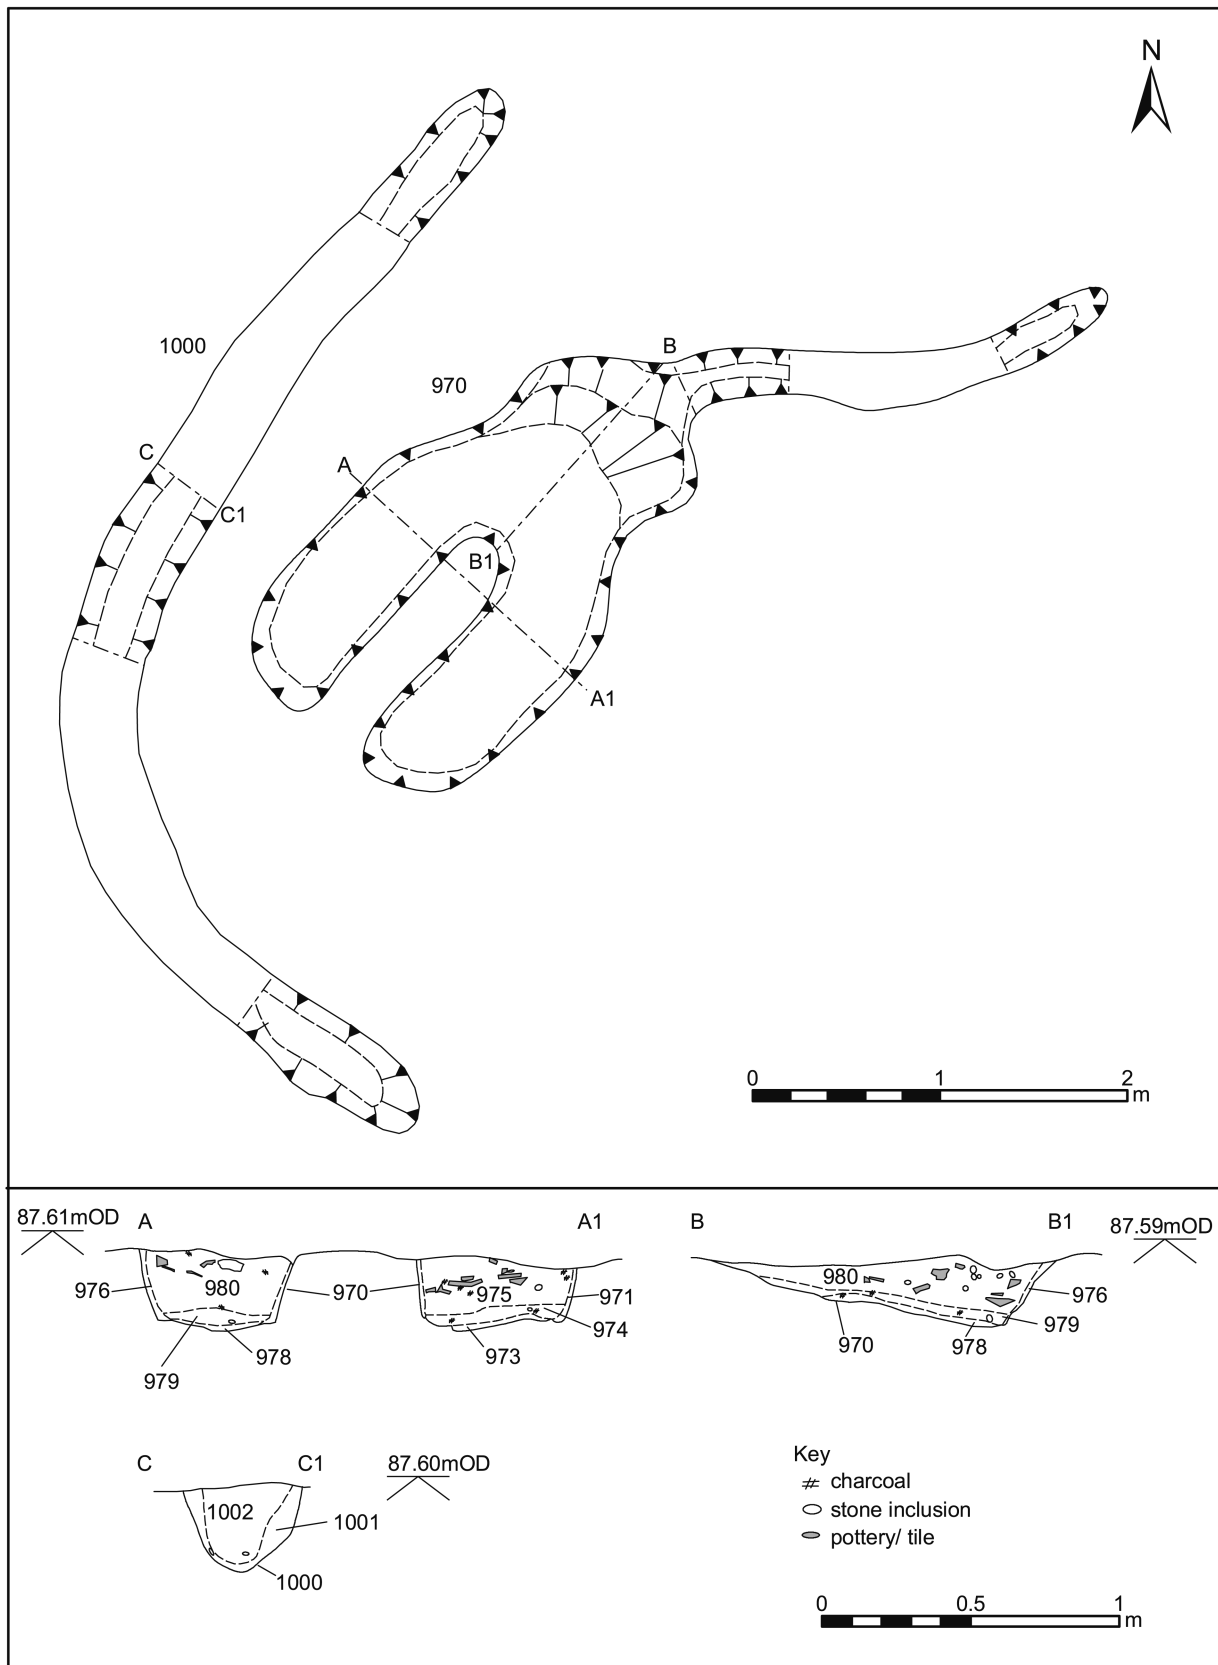 N
1000
B
970
C
A
C1
B1
A1
0 1 2
m
87.61mOD A A1 B B1 87.59mOD
976 980 970 975 971 980 976
974 979
979 978 973 970 978
C C1 87.60mOD
1002
1001
1000
Key
charcoal
stone inclusion
pottery/ tile
0 0.5 1
m